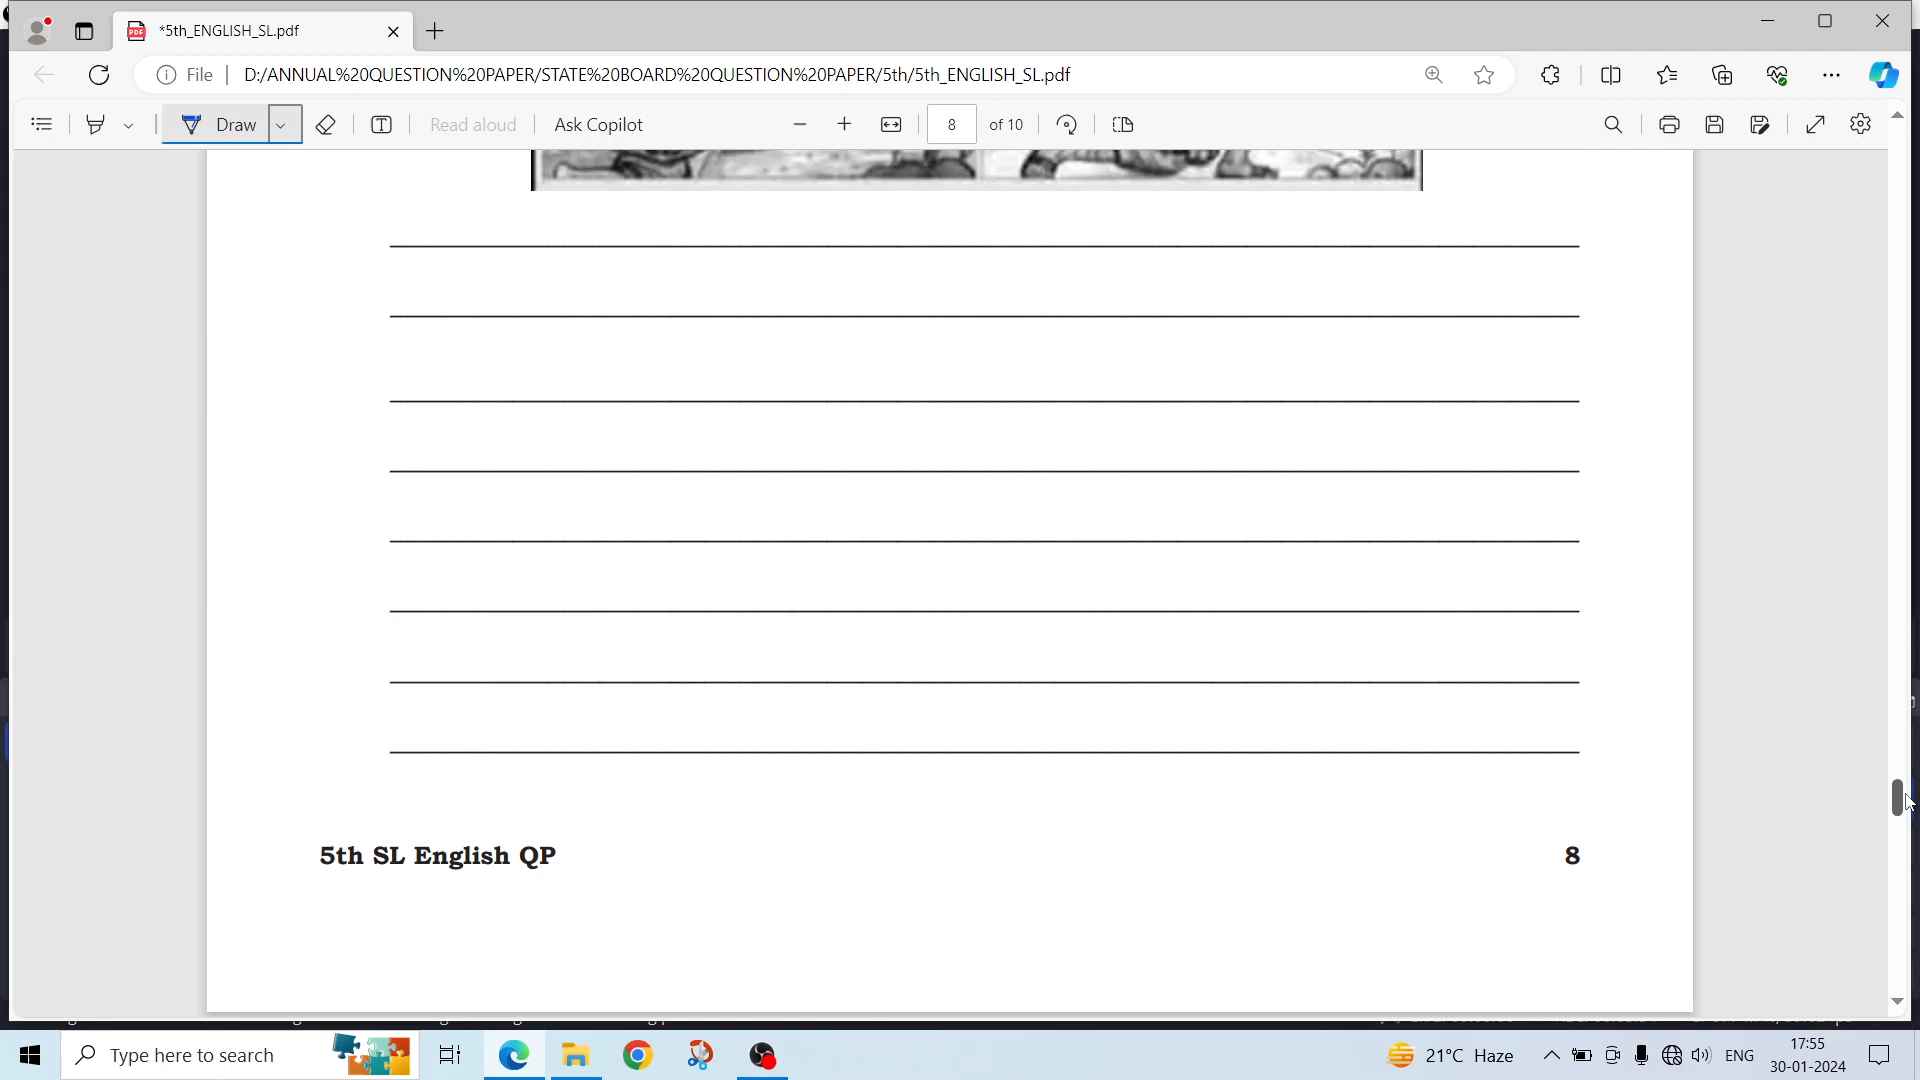 *5th_ENGLISH_SL.pdf
File
D:/ANNUAL%20QUESTION%20PAPER/STATE%20BOARD%20QUESTION%20PAPER/5th/5th_ENGLISH_SL.pdf
Draw
Read aloud
Ask Copilot
8
of 10
5th SL English QP
8
Type here to search
21°C Haze
ENG
17:55
30-01-2024